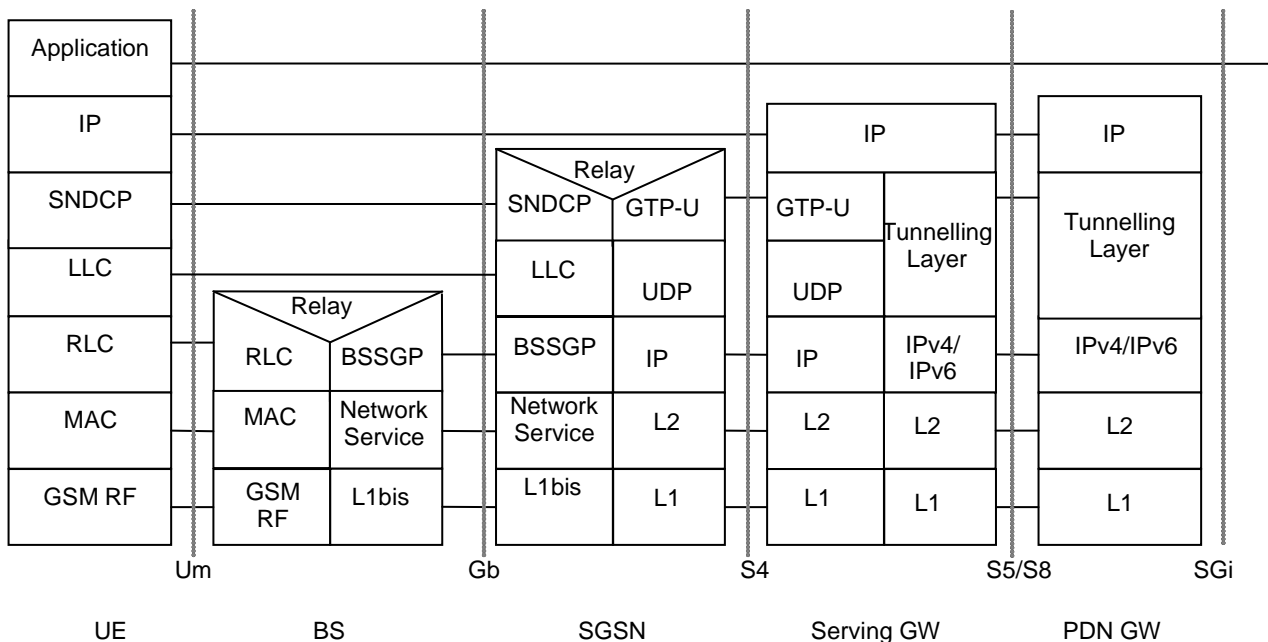 Application
IP
SNDCP
LLC
RLC
MAC
GSM RF
Relay
RLC
BSSGP
MAC
Network
Service
GSM
RF
L1bis
Relay
SNDCP
GTP-U
LLC
UDP
BSSGP
IP
Network
Service
L2
L1bis
L1
IP
GTP-U
Tunnelling
Layer
UDP
IP
IPv4/
IPv6
L2
L2
L1
L1
IP
Tunnelling
Layer
IPv4/IPv6
L2
L1
Um
Gb
S4
S5/S8
SGi
UE
BS
SGSN
Serving GW
PDN GW